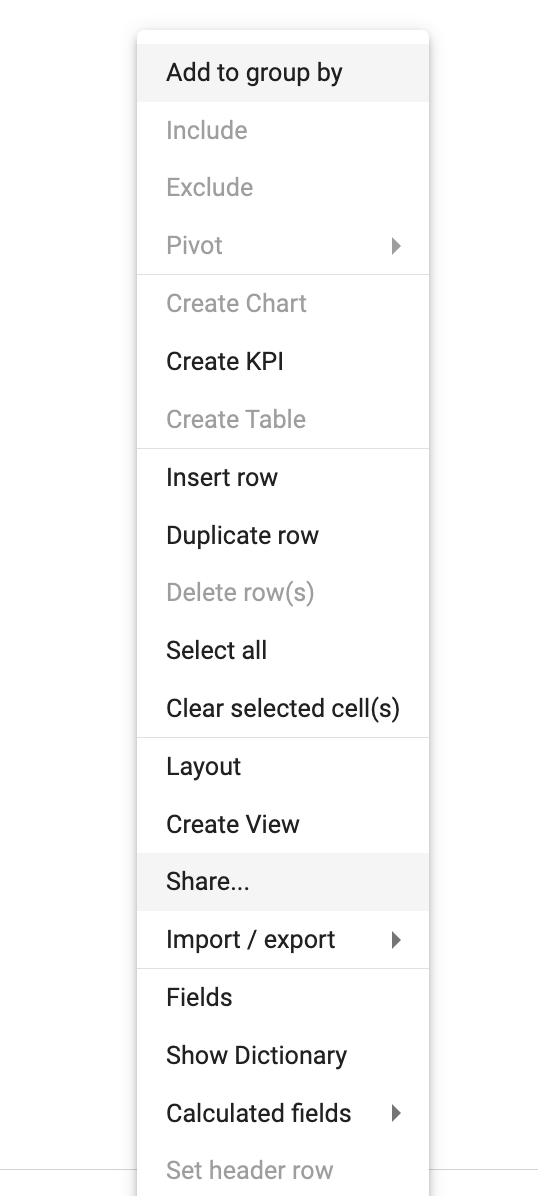 Add to group by
Include
Exclude
Pivot
Create Chart
Create KPI
Create Table
Insert row
Duplicate row
Delete row(s)
Select all
Clear selected cell(s)
Layout
Create View
Share...
Import / export
Fields
Show Dictionary
Calculated fields
Set header row